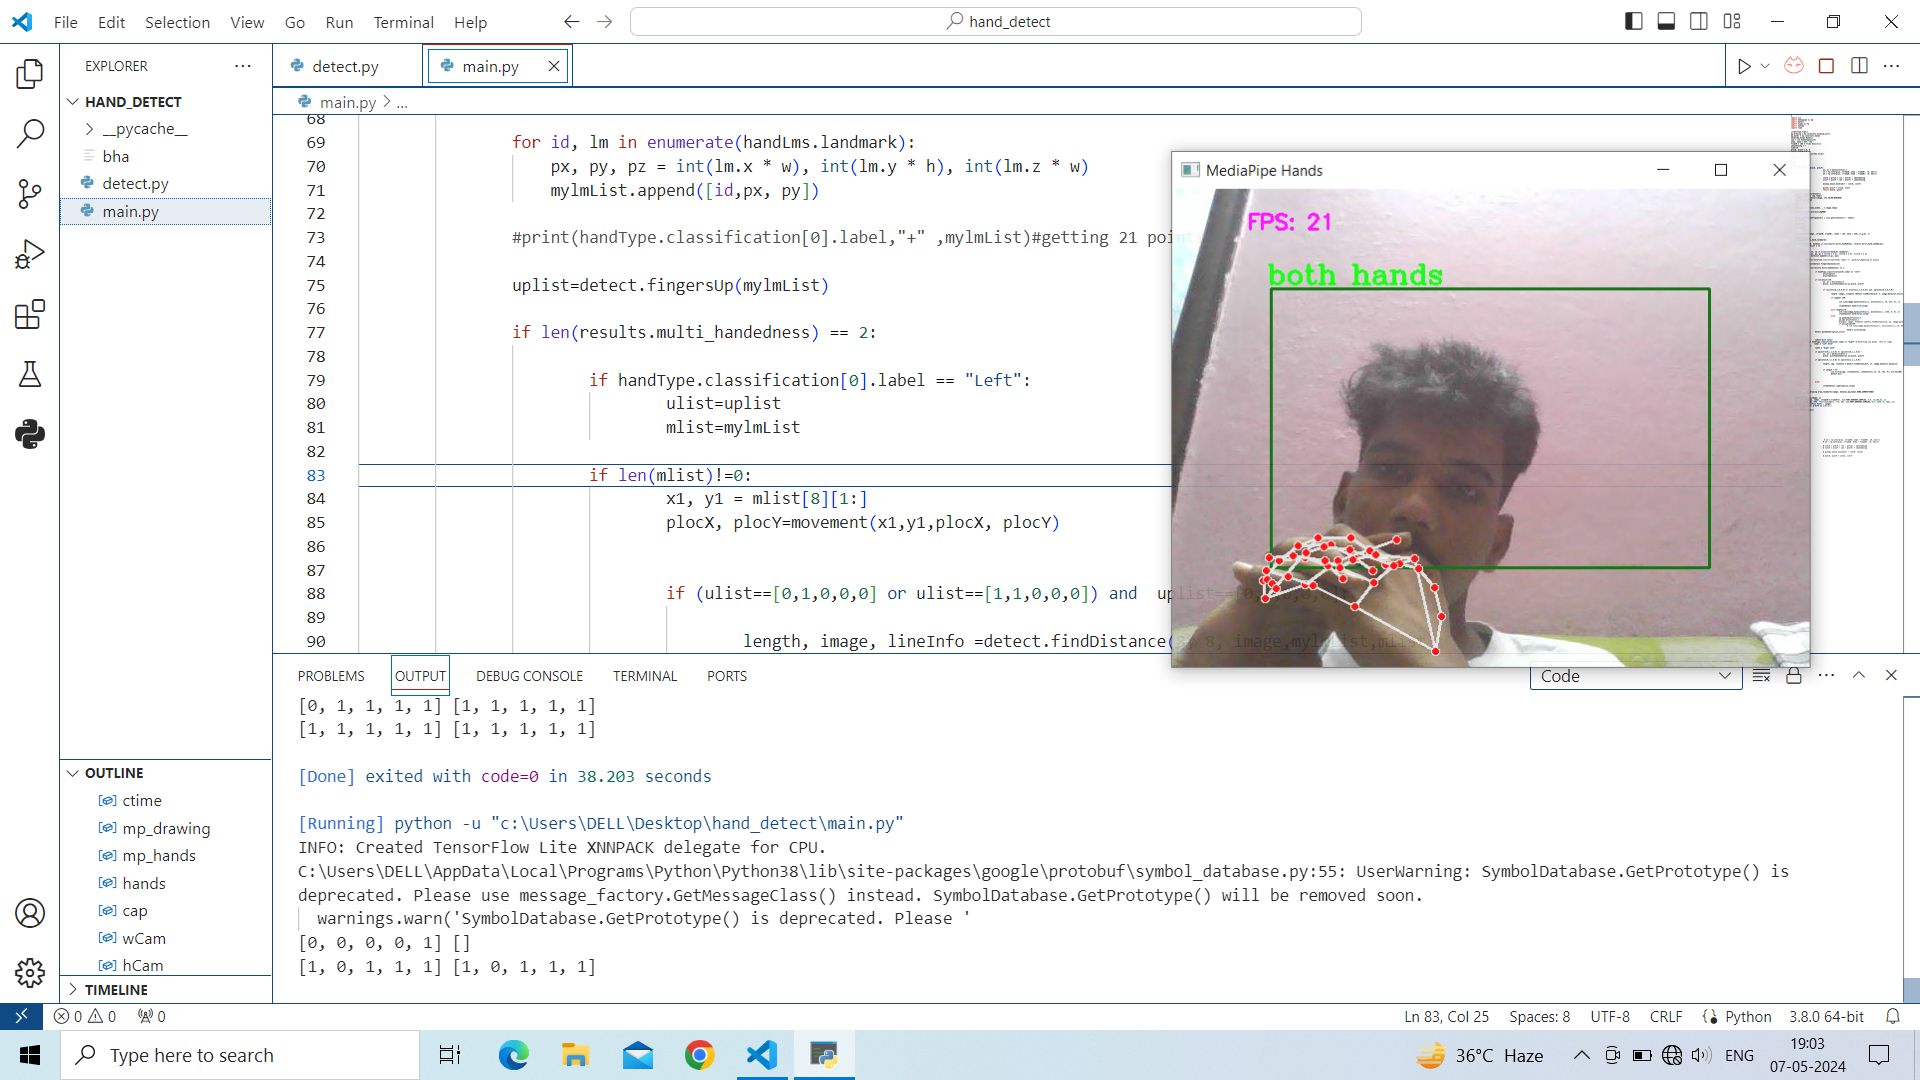 File Edit Selection View Go Run Terminal Help
hand_detect
EXPLORER
HAND_DETECT
__pycache__
bha
detect.py
main.py
OUTLINE
ctime
mp_drawing
mp_hands
hands
cap
wCam
hCam
TIMELINE
detect.py
main.py
main.py > ...
68
69 for id, lm in enumerate(handLms.landmark):
70 px, py, pz = int(lm.x * w), int(lm.y * h), int(lm.z * w)
71 mylmList.append([id,px, py])
72
73 #print(handType.classification[0].label,"+" ,mylmList)#getting 21 points
74
75 uplist=detect.fingersUp(mylmList)
76
77 if len(results.multi_handedness) == 2:
78
79 if handType.classification[0].label == "Left":
80 ulist=uplist
81 mlist=mylmList
82
83 if len(mlist)!=0:
84 x1, y1 = mlist[8][1:]
85 plocX, plocY=movement(x1,y1,plocX, plocY)
86
87
88 if (ulist==[0,1,0,0,0] or ulist==[1,1,0,0,0]) and uplist==[0,
89
90 length, image, lineInfo =detect.findDistance(8, 8, image,mylmList,mlist
MediaPipe Hands
FPS: 21
both hands
PROBLEMS OUTPUT DEBUG CONSOLE TERMINAL PORTS
Code
[0, 1, 1, 1, 1] [1, 1, 1, 1, 1]
[1, 1, 1, 1, 1] [1, 1, 1, 1, 1]
[Done] exited with code=0 in 38.203 seconds
[Running] python -u "c:\Users\DELL\Desktop\hand_detect\main.py"
INFO: Created TensorFlow Lite XNNPACK delegate for CPU.
C:\Users\DELL\AppData\Local\Programs\Python\Python38\lib\site-packages\google\protobuf\symbol_database.py:55: UserWarning: SymbolDatabase.GetPrototype() is
deprecated. Please use message_factory.GetMessageClass() instead. SymbolDatabase.GetPrototype() will be removed soon.
warnings.warn('SymbolDatabase.GetPrototype() is deprecated. Please '
[0, 0, 0, 0, 1] []
[1, 0, 1, 1, 1] [1, 0, 1, 1, 1]
0 0 0
Ln 83, Col 25 Spaces: 8 UTF-8 CRLF Python 3.8.0 64-bit
Type here to search
36°C Haze
ENG
19:03
07-05-2024